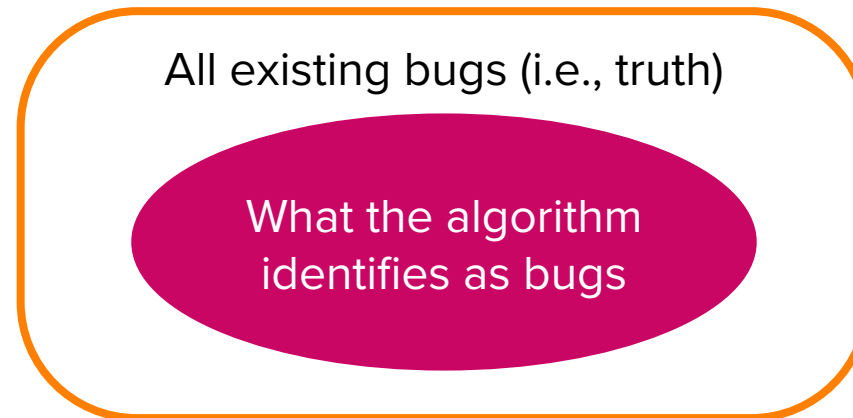 All existing bugs (i.e., truth)
What the algorithm
identifies as bugs